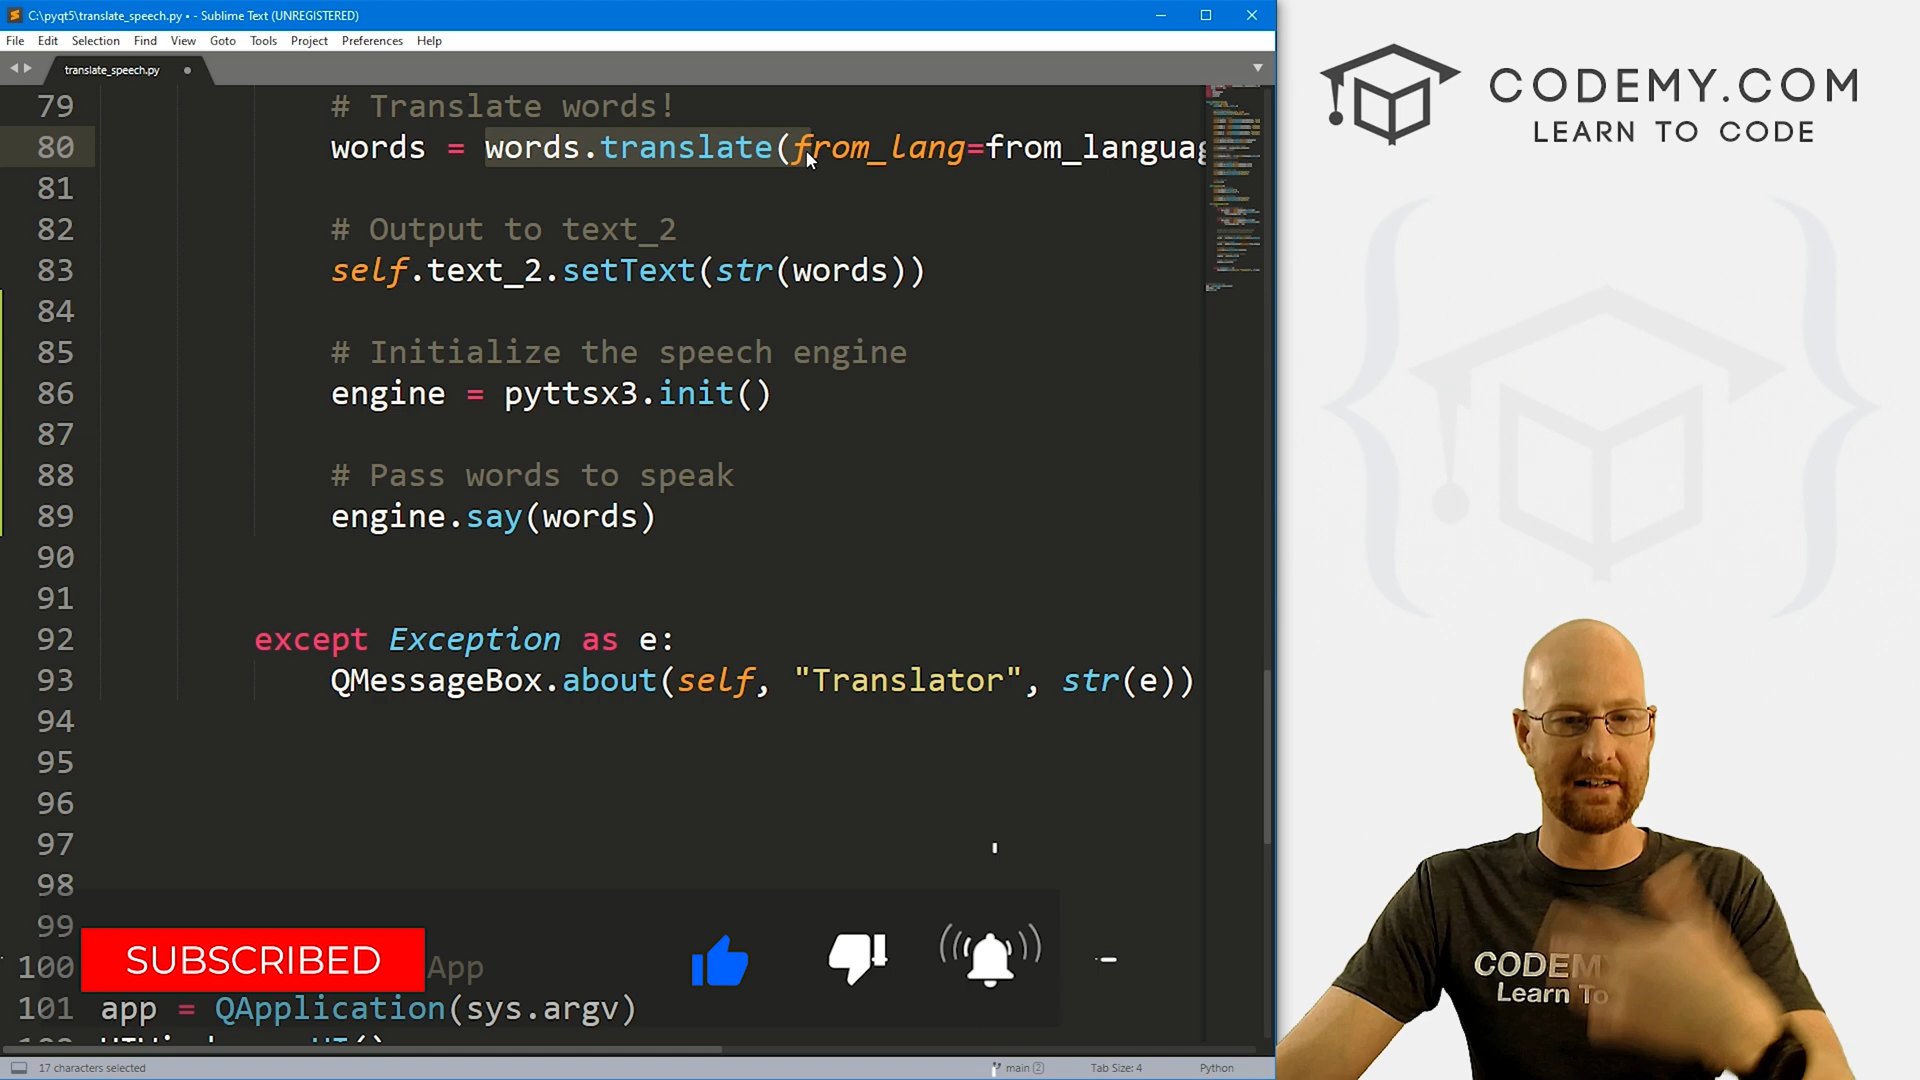 C:\pyqt5\translate_speech.py • - Sublime Text (UNREGISTERED)
File Edit Selection Find View Goto Tools Project Preferences Help
translate_speech.py
79 # Translate words!
80 words = words.translate(from_lang=from_languag
81
82 # Output to text_2
83 self.text_2.setText(str(words))
84
85 # Initialize the speech engine
86 engine = pyttsx3.init()
87
88 # Pass words to speak
89 engine.say(words)
90
91
92 except Exception as e:
93 QMessageBox.about(self, "Translator", str(e))
94
95
96
97
98
99
100 App
101 app = QApplication(sys.argv)
SUBSCRIBED
17 characters selected
main 2
Tab Size: 4
Python
CODEMY.COM
LEARN TO CODE
CODEM
Learn To